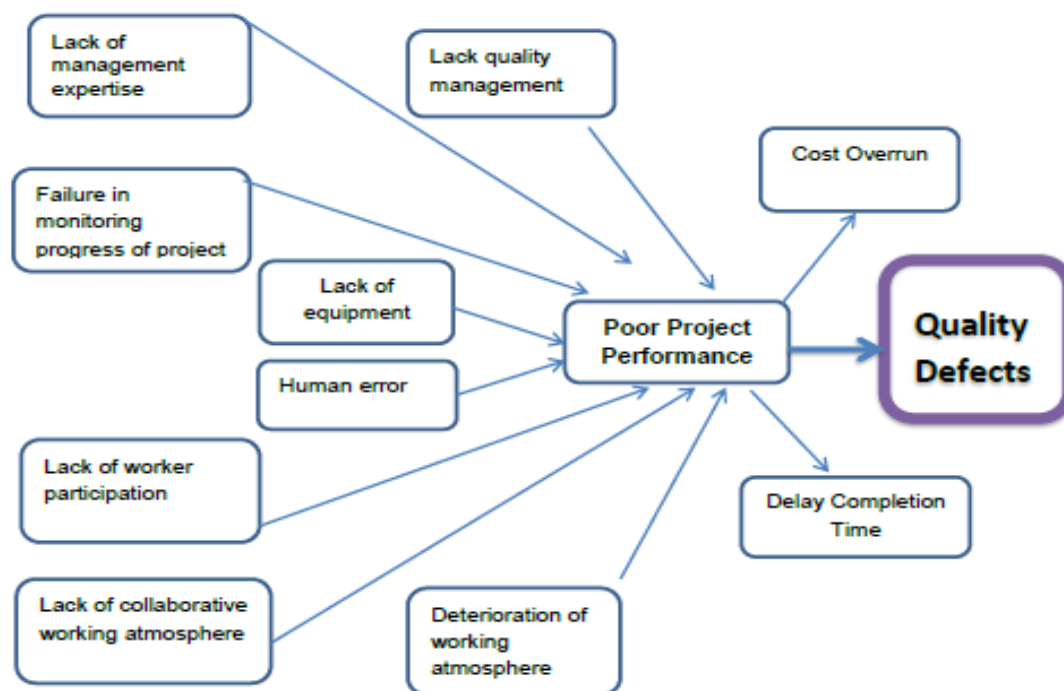 Lack of
management
expertise
Lack quality
management
Cost Overrun
Failure in
monitoring
progress of project
Lack of
equipment
Poor Project
Performance
Quality
Defects
Human error
Lack of worker
participation
Delay Completion
Time
Lack of collaborative
working atmosphere
Deterioration of
working
atmosphere